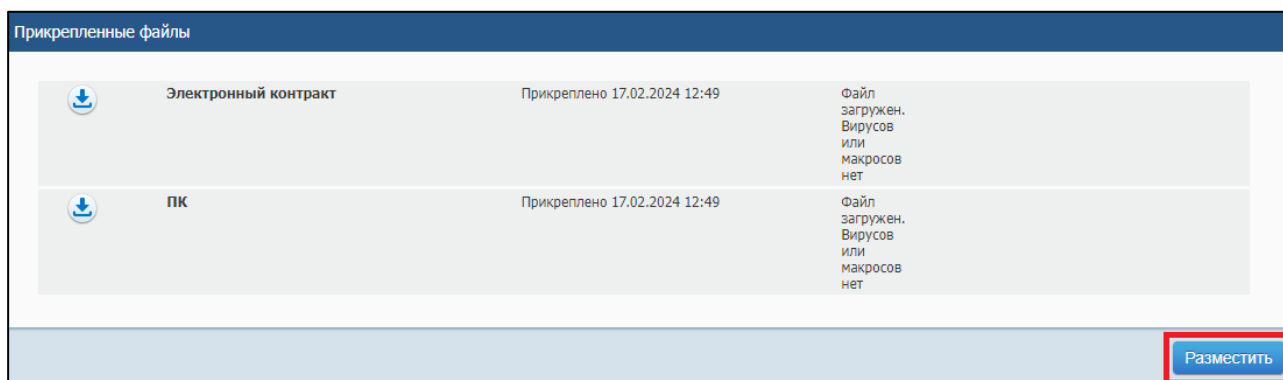 Прикрепленные файлы
Электронный контракт Прикреплено 17.02.2024 12:49 Файл
загружен.
Вирусов
или
макросов
нет
ПК Прикреплено 17.02.2024 12:49 Файл
загружен.
Вирусов
или
макросов
нет
Разместить